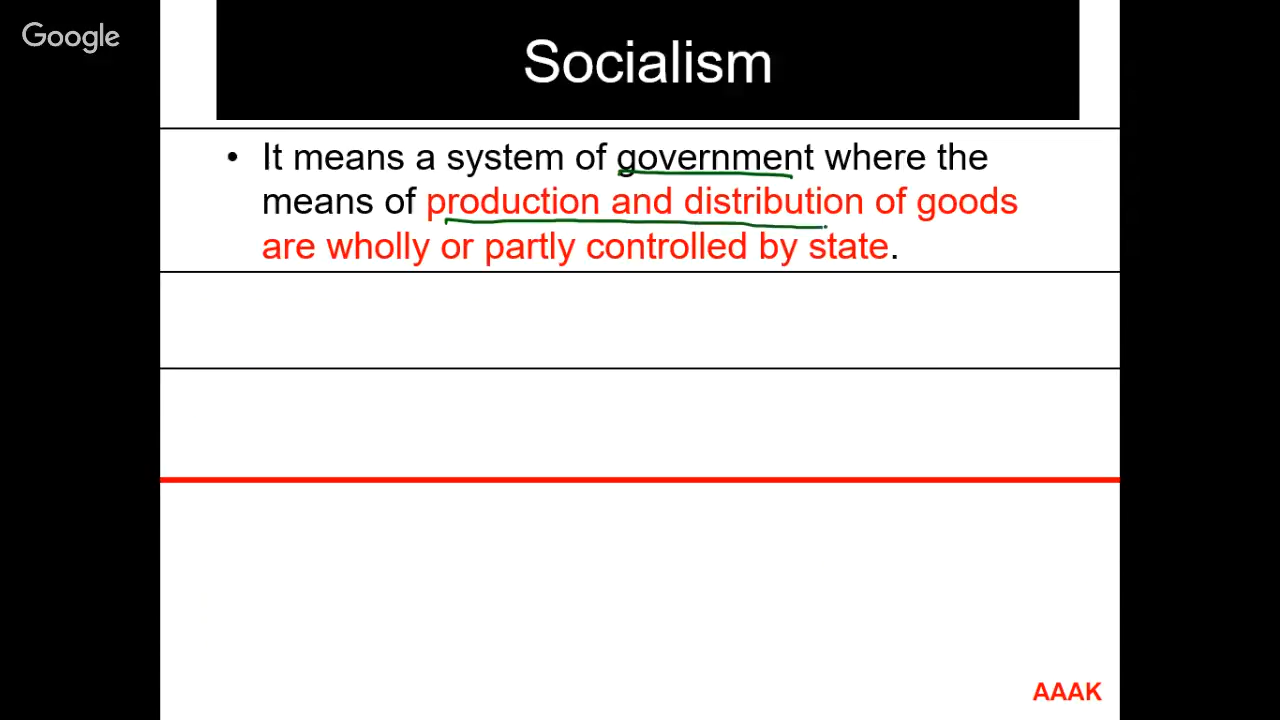 Google
Socialism
• It means a system of government where the
means of production and distribution of goods
are wholly or partly controlled by state.
AAAK